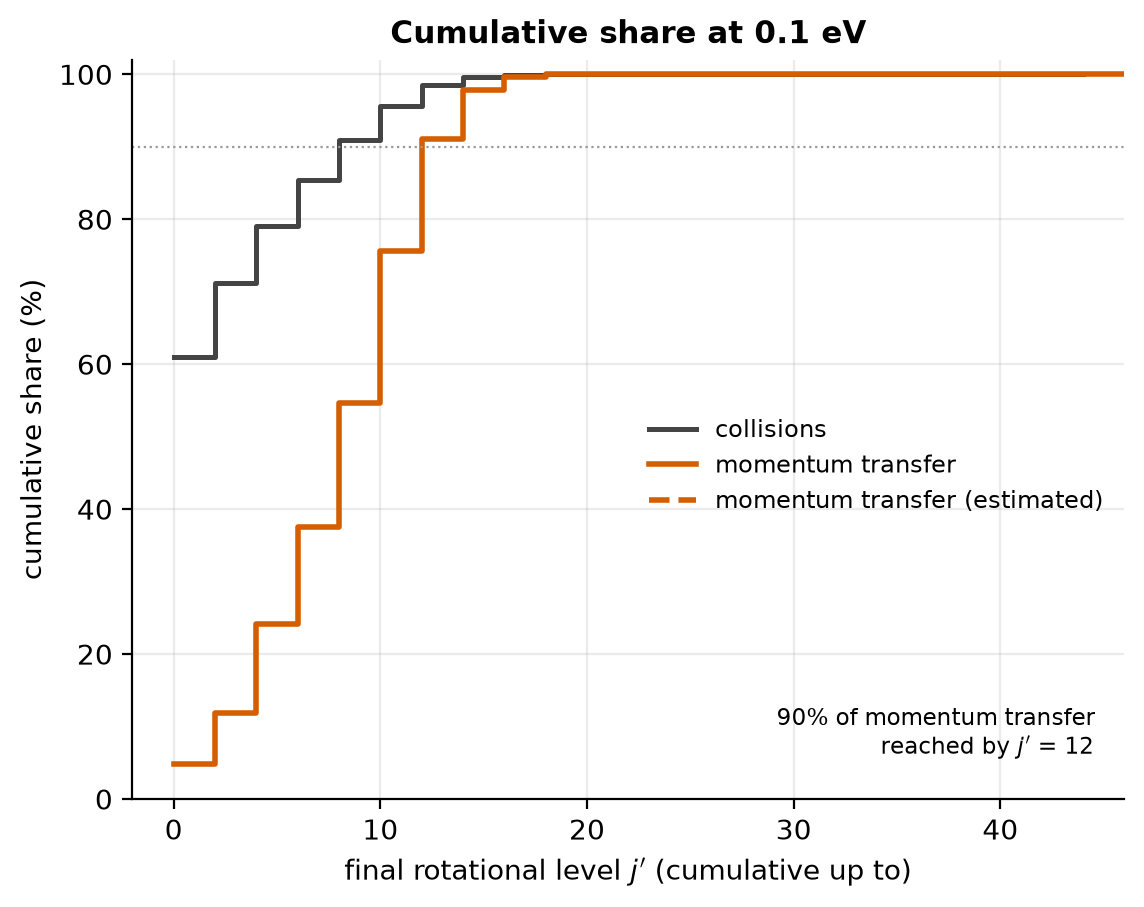 Cumulative share at 0.1 eV
100
80
60
40
20
0
cumulative share (%)
collisions
momentum transfer
momentum transfer (estimated)
90% of momentum transfer
reached by j′ = 12
0 10 20 30 40
final rotational level j′ (cumulative up to)